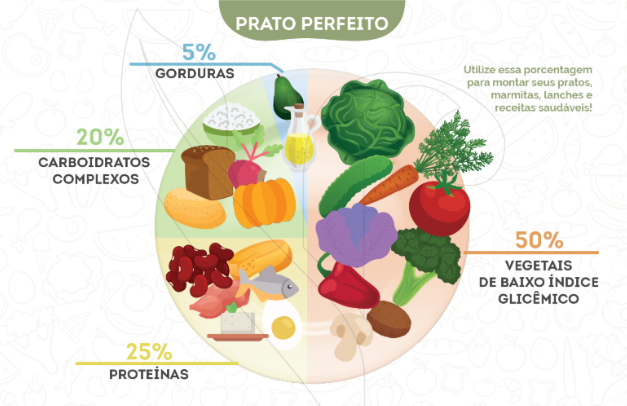 PRATO PERFEITO
5%
GORDURAS
Utilize essa porcentagem
para montar seus pratos,
marmitas, lanches e
receitas saudáveis!
20%
CARBOIDRATOS
COMPLEXOS
50%
VEGETAIS
DE BAIXO ÍNDICE
GLICÊMICO
25%
PROTEÍNAS